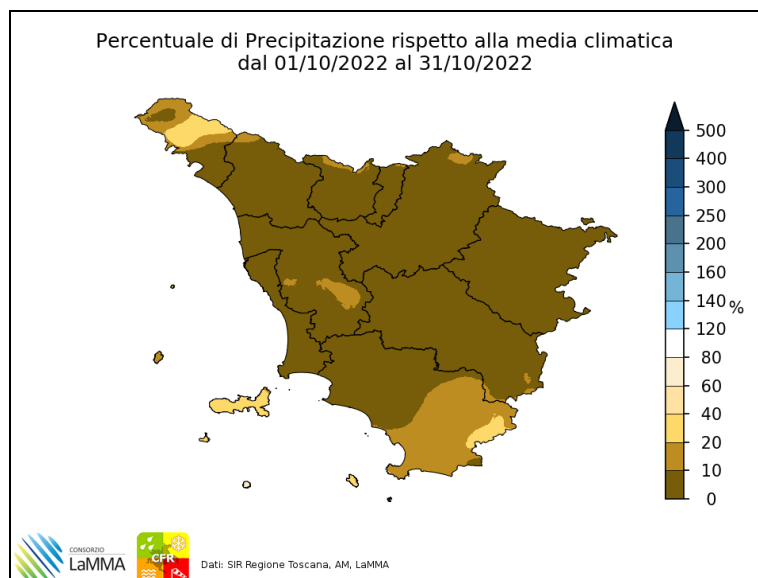 Percentuale di Precipitazione rispetto alla media climatica
dal 01/10/2022 al 31/10/2022
500
400
300
250
200
160
140
%
120
80
60
40
20
10
0
CONSORZIO
LaMMA
CFR
Dati: SIR Regione Toscana, AM, LaMMA